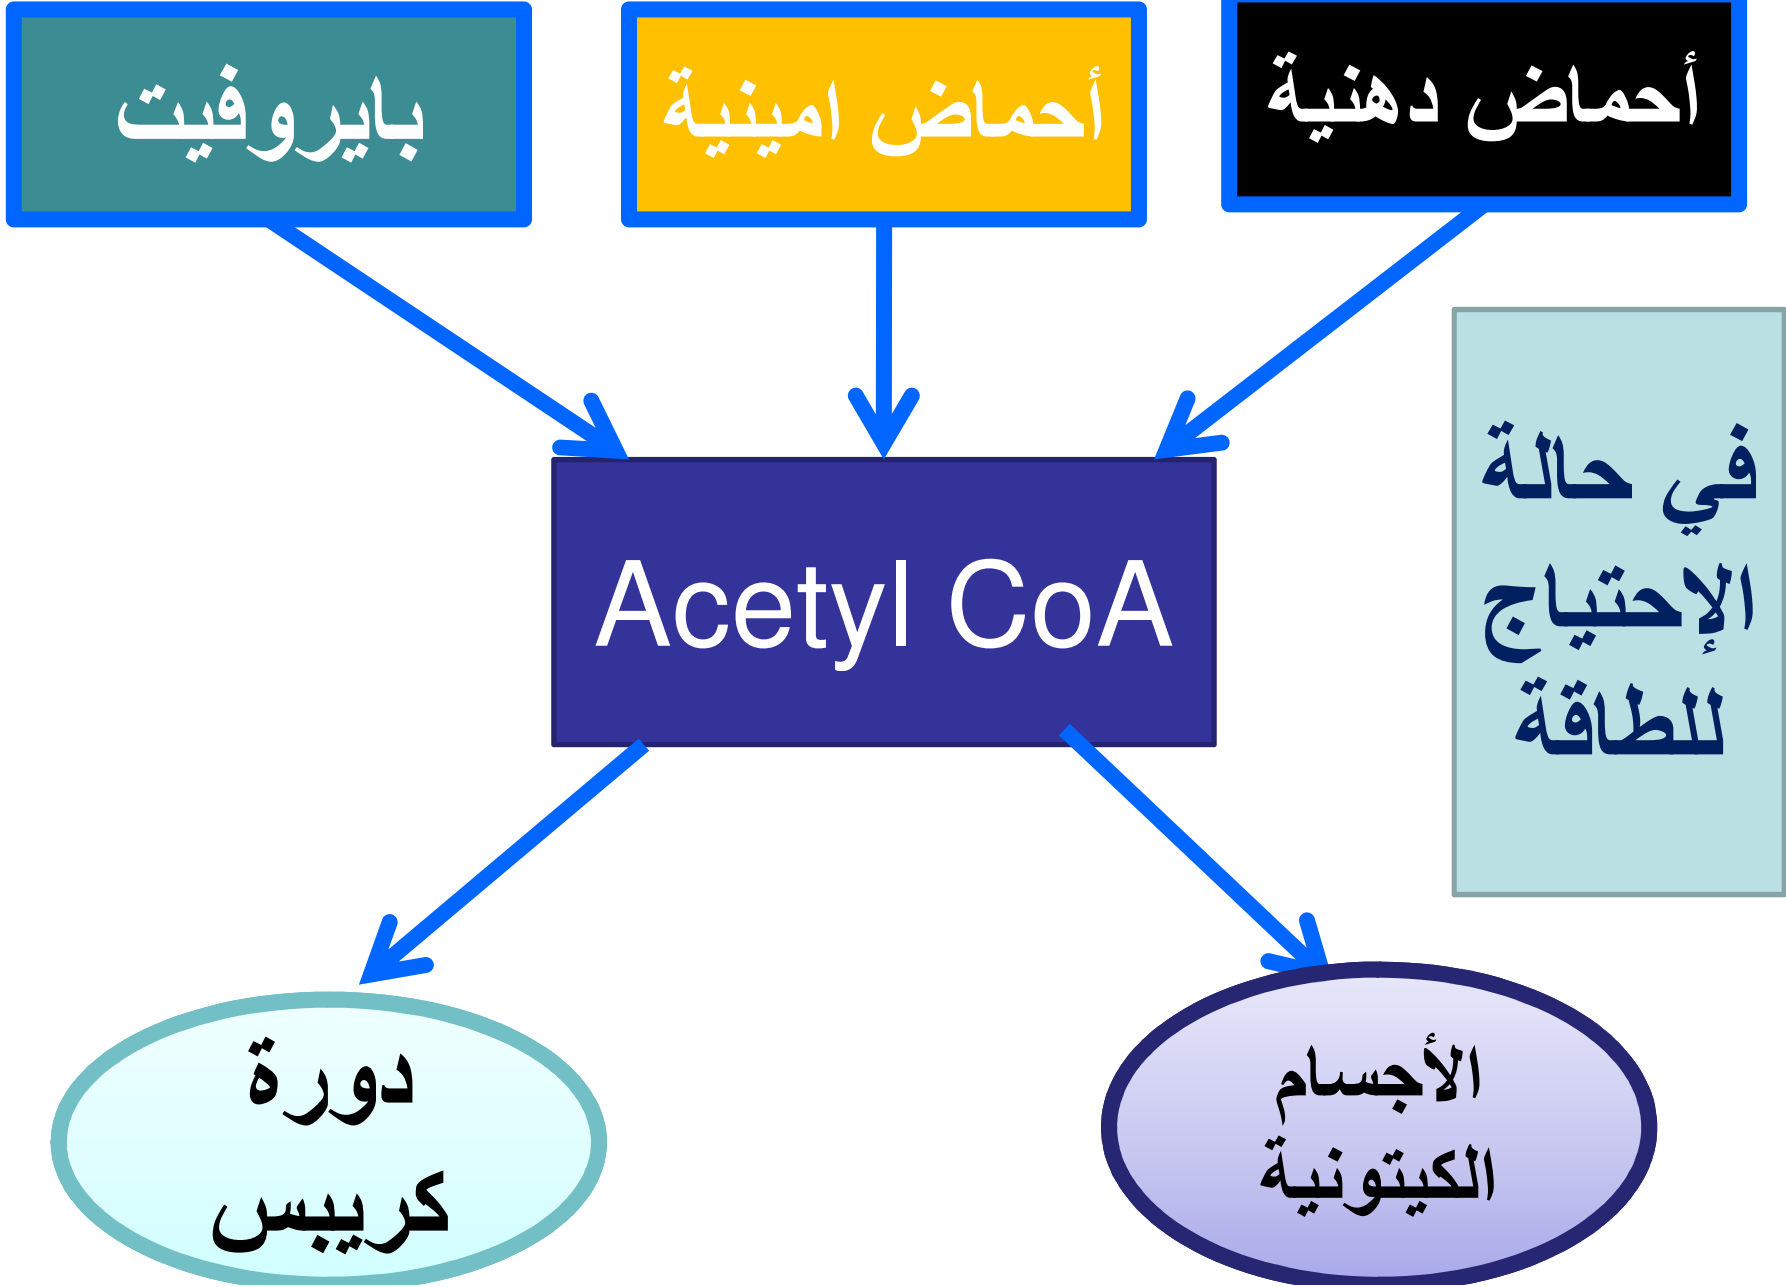 أحماض دهنية
أحماض امينية
بايروفيت
Acetyl CoA
في حالة
الإحتياج
للطاقة
الأجسام
الكيتونية
دورة
كريبس